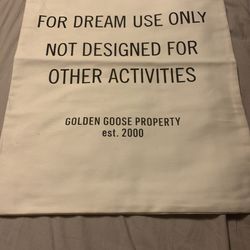 FOR DREAM USE ONLY
NOT DESIGNED FOR
OTHER ACTIVITIES
GOLDEN GOOSE PROPERTY
est. 2000